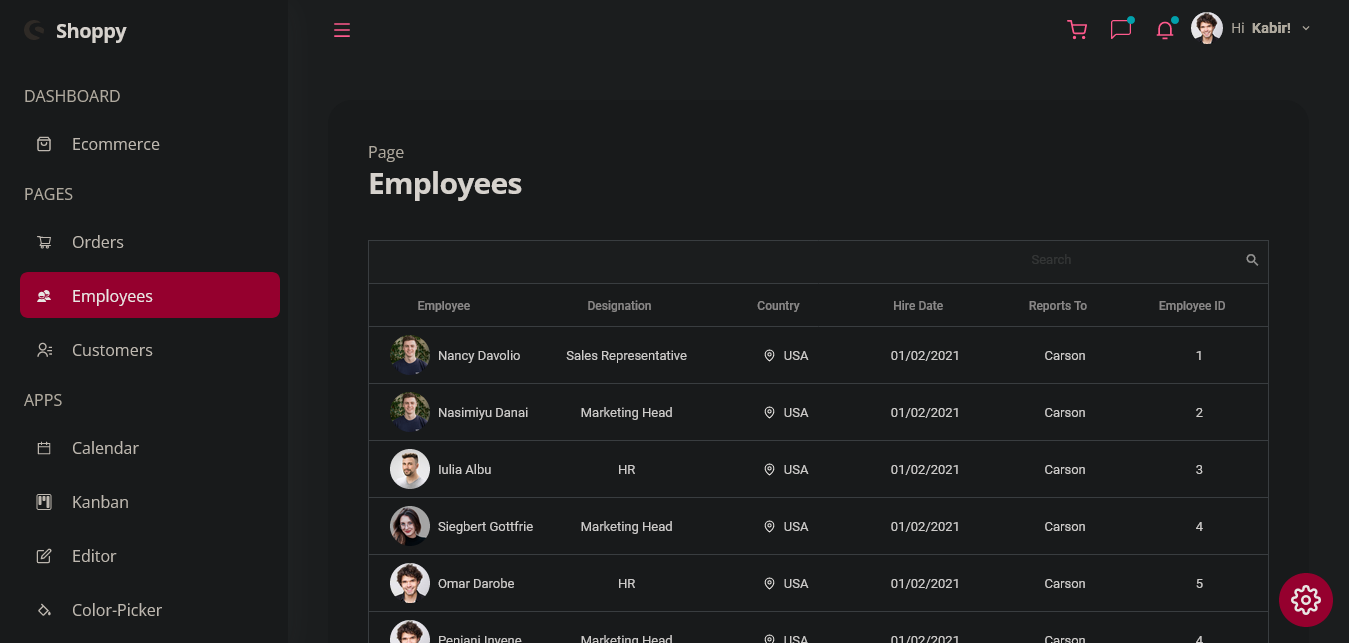 Shoppy
Hi Kabir!
DASHBOARD
Ecommerce
PAGES
Orders
Employees
Customers
APPS
Calendar
Kanban
Editor
Color-Picker
Page
Employees
Search
Employee Designation Country Hire Date Reports To Employee ID
Nancy Davolio Sales Representative USA 01/02/2021 Carson 1
Nasimiyu Danai Marketing Head USA 01/02/2021 Carson 2
Iulia Albu HR USA 01/02/2021 Carson 3
Siegbert Gottfrie Marketing Head USA 01/02/2021 Carson 4
Omar Darobe HR USA 01/02/2021 Carson 5
Penjani Inyene Marketing Head USA 01/02/2021 Carson 4